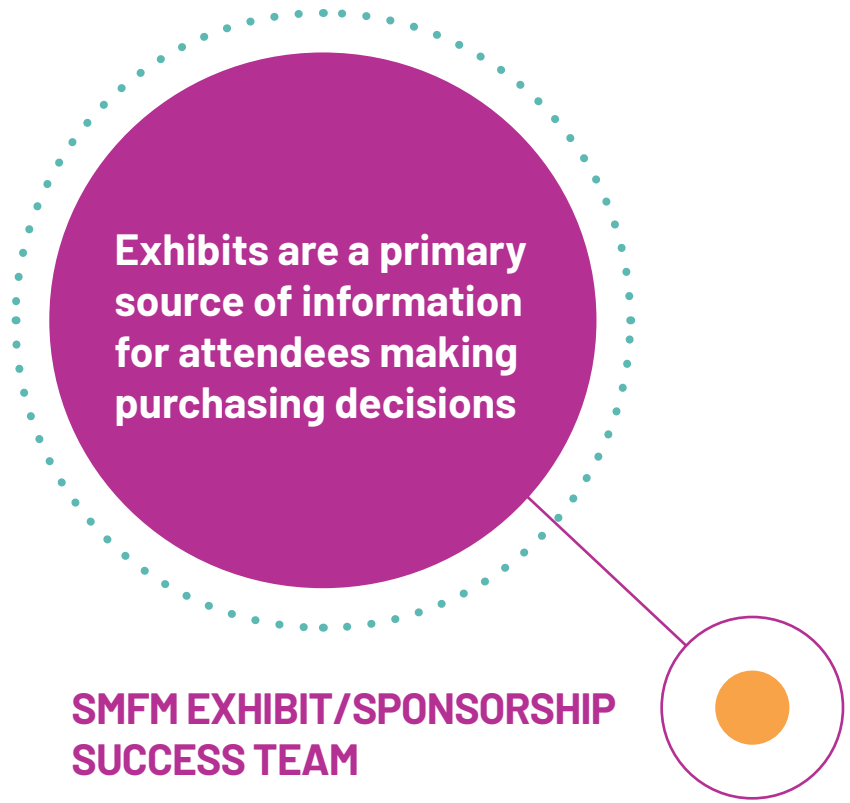 Exhibits are a primary
source of information
for attendees making
purchasing decisions
SMFM EXHIBIT/SPONSORSHIP
SUCCESS TEAM